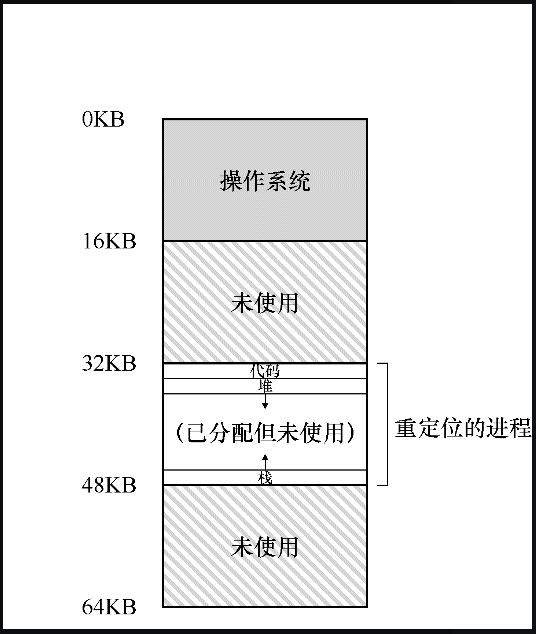 0KB
操作系统
16KB
未使用
32KB
代码
堆
(已分配但未使用)
重定位的进程
栈
48KB
未使用
64KB